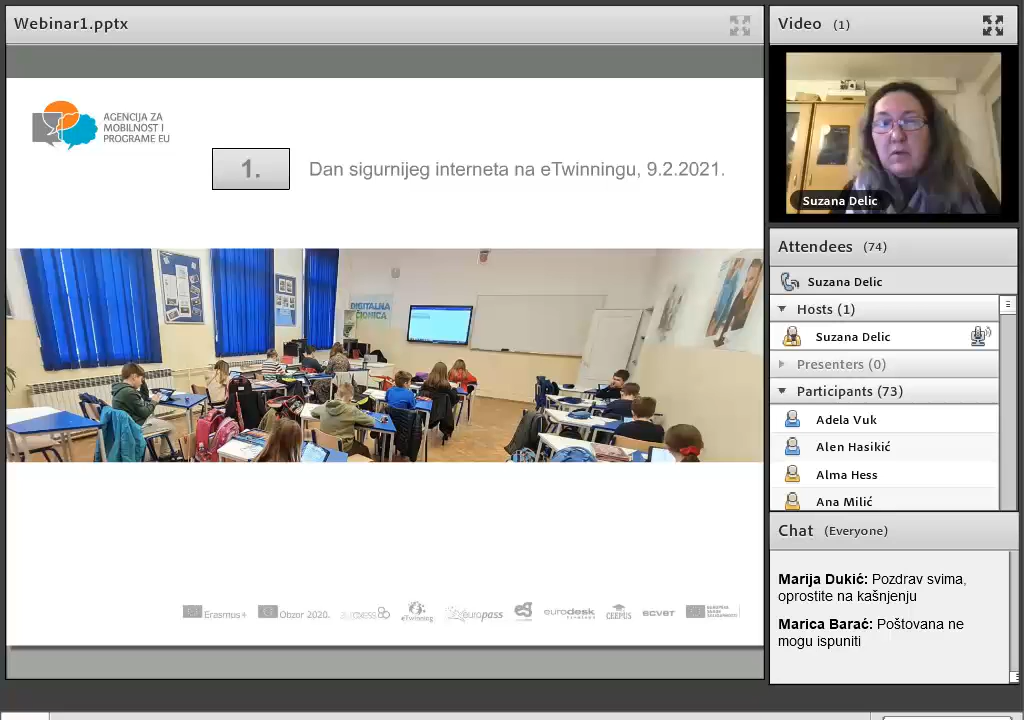 Webinar1.pptx
AGENCIJA ZA
MOBILNOST I
PROGRAME EU
1.
Dan sigurnijeg interneta na eTwinningu, 9.2.2021.
DIGITALNA
Erasmus+
Obzor 2020.
euraxess
eTwinning
europass
eurodesk
CEEPUS
ECVET
Video (1)
Suzana Delic
Attendees (74)
Suzana Delic
Hosts (1)
Suzana Delic
Presenters (0)
Participants (73)
Adela Vuk
Alen Hasikić
Alma Hess
Ana Milić
Chat (Everyone)
Marija Dukić: Pozdrav svima,
oprostite na kašnjenju
Marica Barać: Poštovana ne
mogu ispuniti